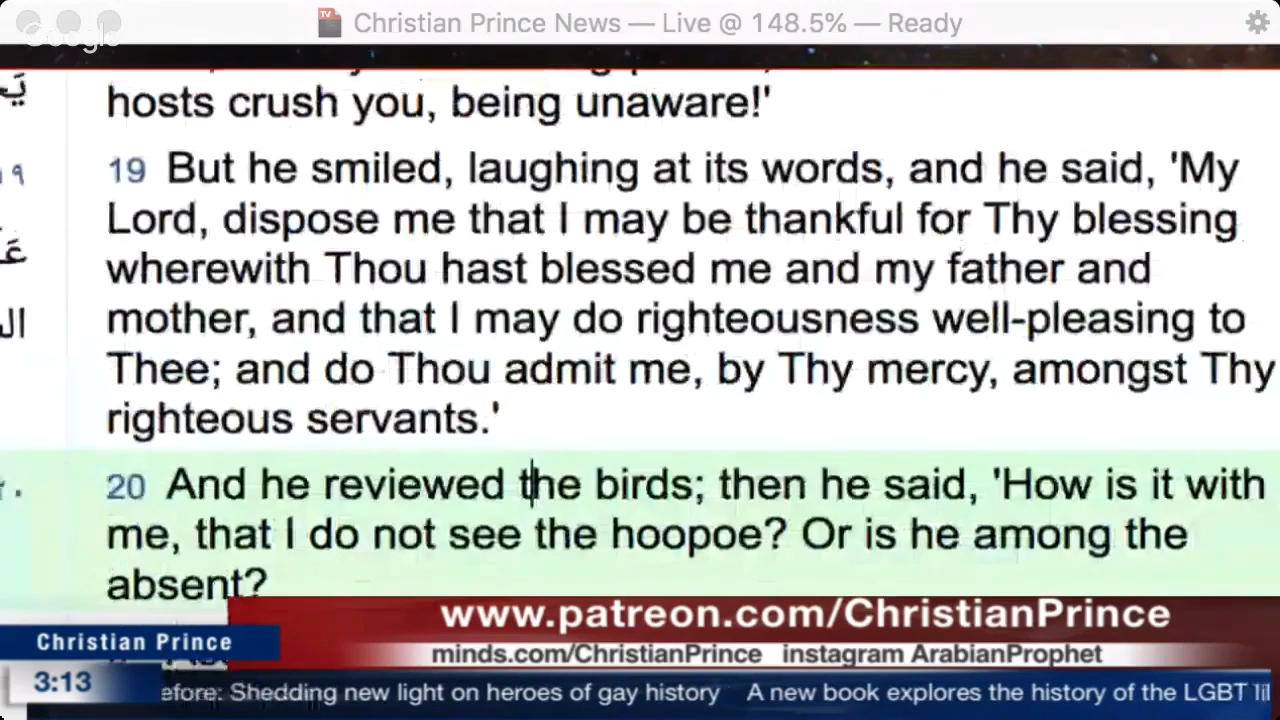 Christian Prince News — Live @ 148.5% — Ready
Google
hosts crush you, being unaware!'
19 But he smiled, laughing at its words, and he said, 'My
١٩
Lord, dispose me that I may be thankful for Thy blessing
wherewith Thou hast blessed me and my father and
mother, and that I may do righteousness well-pleasing to
Thee; and do Thou admit me, by Thy mercy, amongst Thy
righteous servants.'
20 And he reviewed the birds; then he said, 'How is it with
me, that I do not see the hoopoe? Or is he among the
absent?
www.patreon.com/ChristianPrince
Christian Prince
minds.com/ChristianPrince instagram ArabianProphet
3:13
efore: Shedding new light on heroes of gay history A new book explores the history of the LGBT